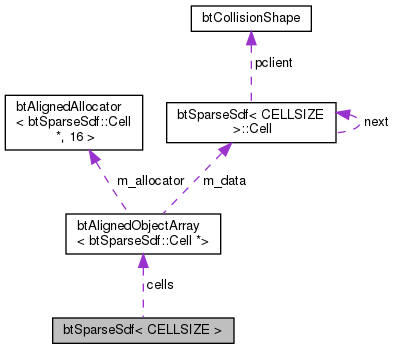 btCollisionShape
pclient
btAlignedAllocator
< btSparseSdf::Cell
*, 16 >
btSparseSdf< CELLSIZE
>::Cell
next
m_allocator
m_data
btAlignedObjectArray
< btSparseSdf::Cell *>
cells
btSparseSdf< CELLSIZE >